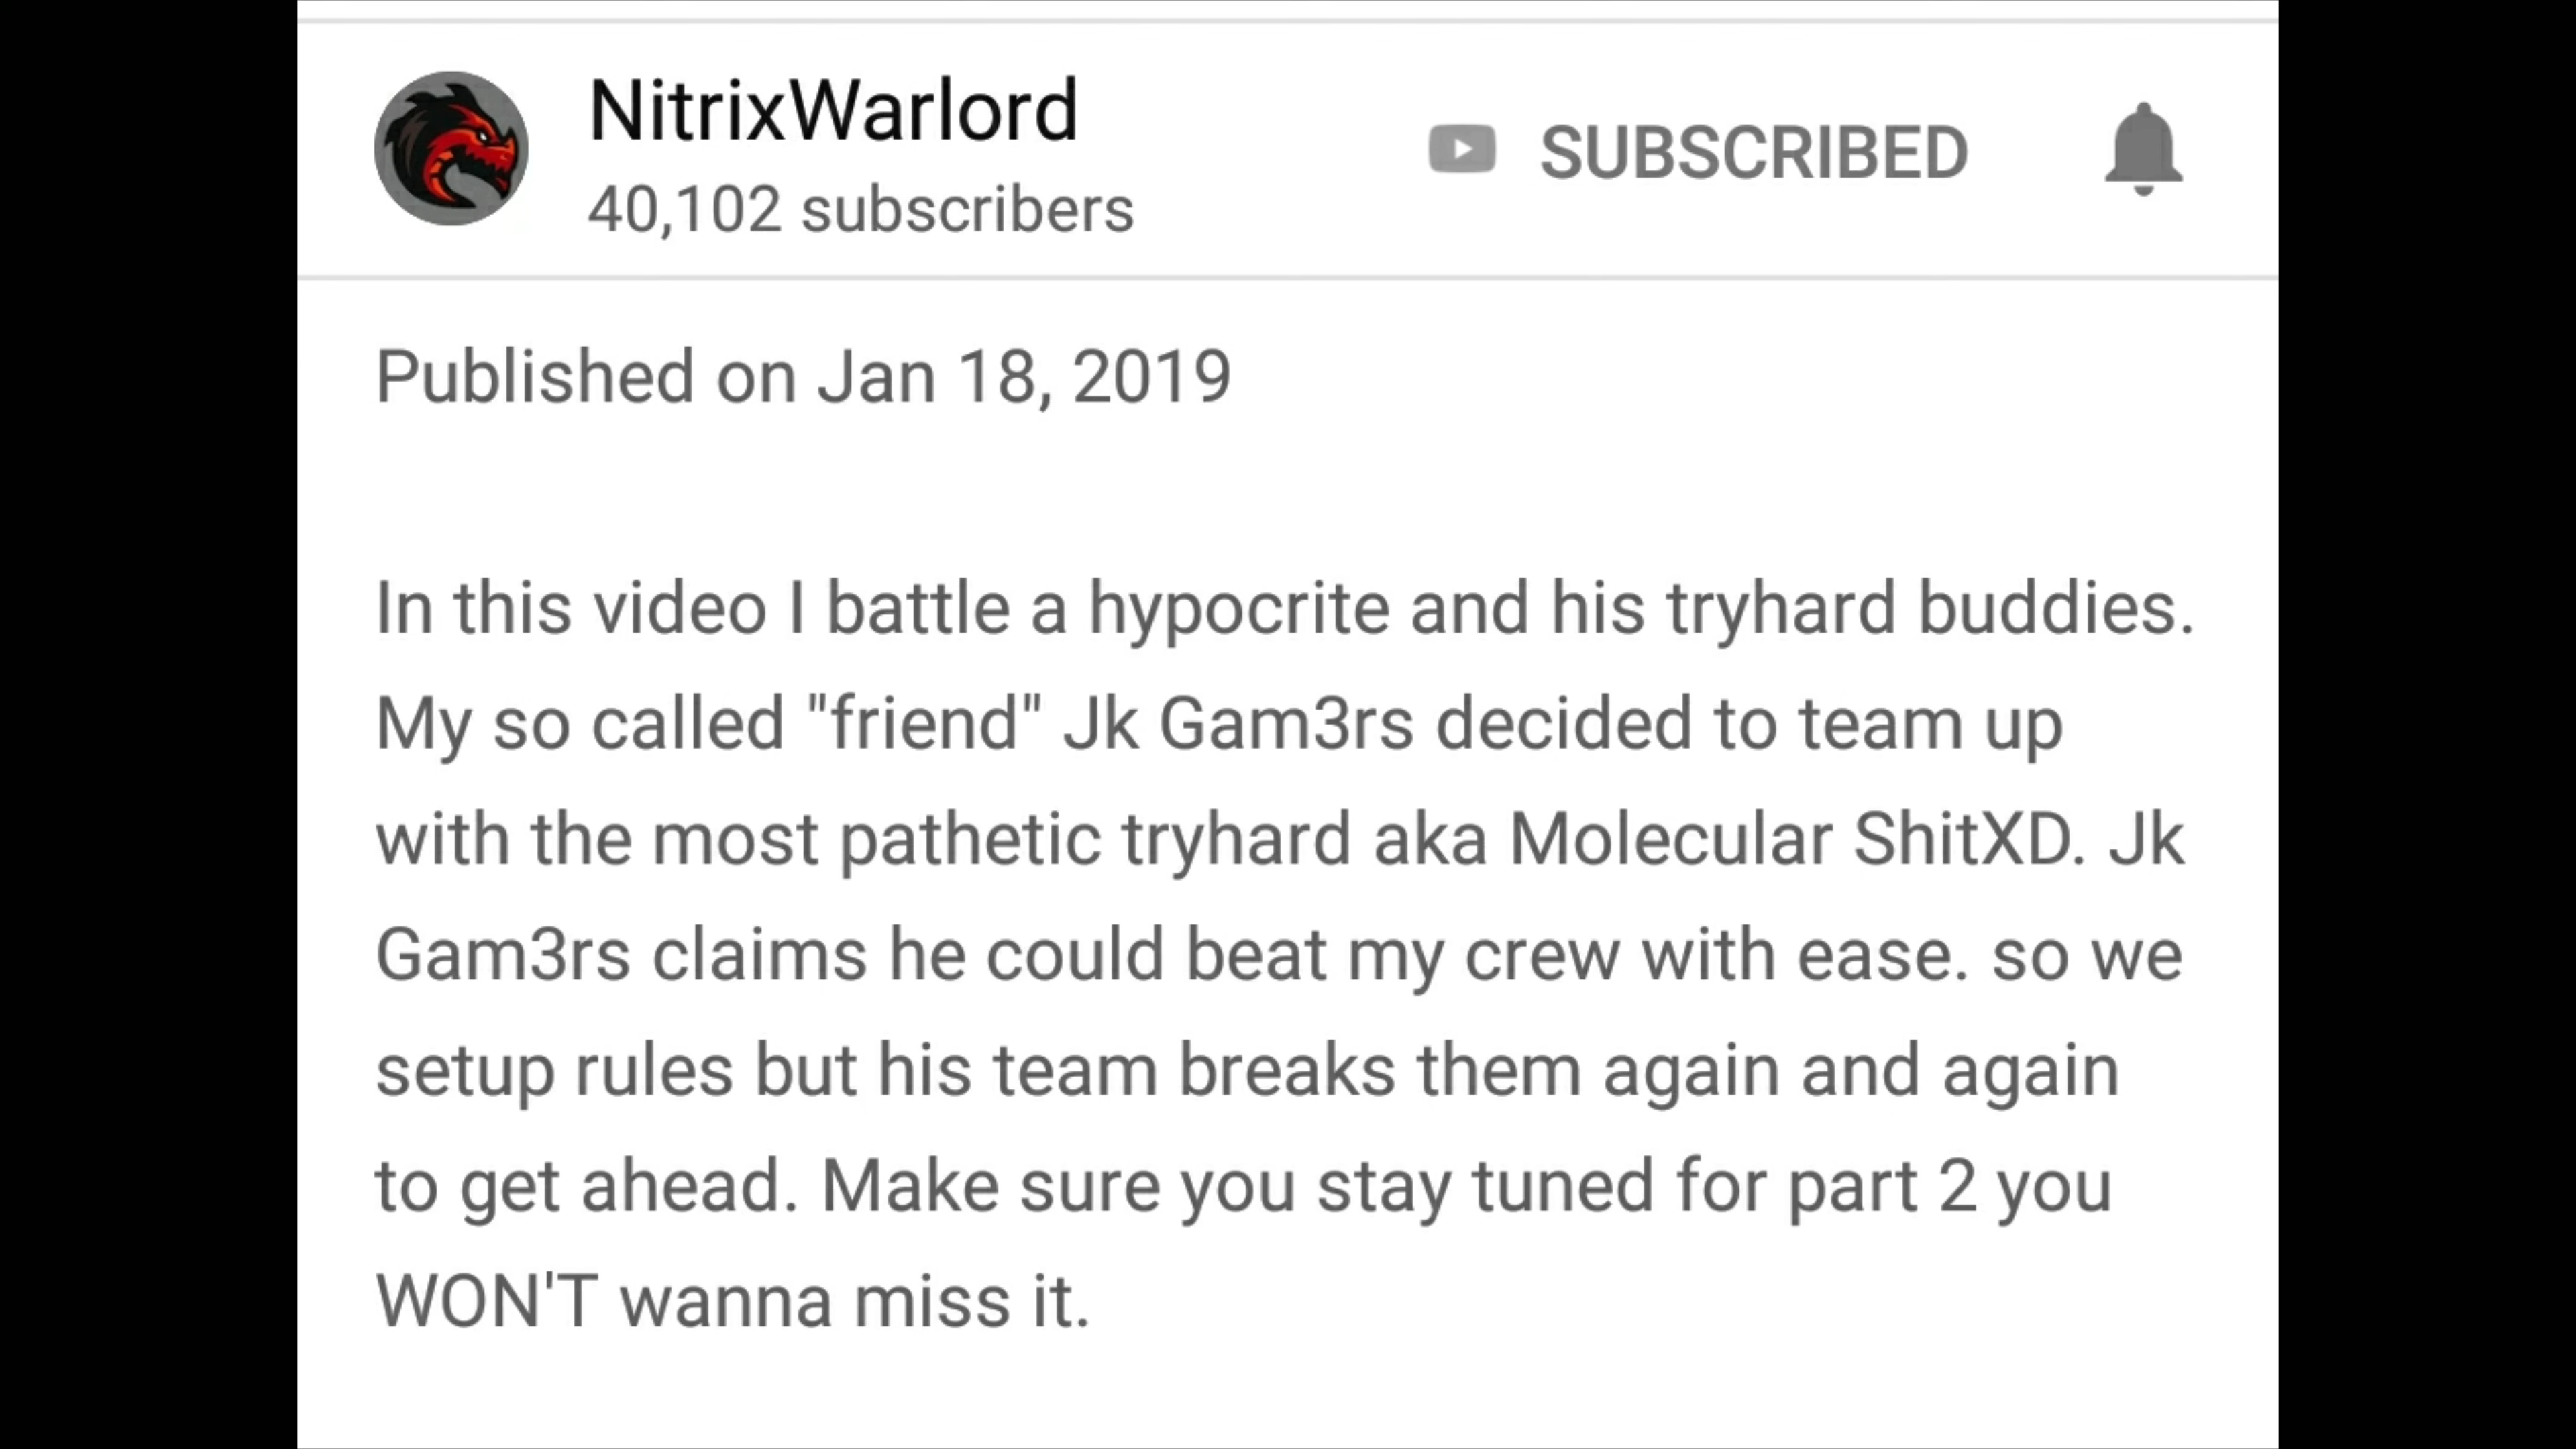 NitrixWarlord
40,102 subscribers
SUBSCRIBED
Published on Jan 18, 2019
In this video I battle a hypocrite and his tryhard buddies.
My so called "friend" Jk Gam3rs decided to team up
with the most pathetic tryhard aka Molecular ShitXD. Jk
Gam3rs claims he could beat my crew with ease. so we
setup rules but his team breaks them again and again
to get ahead. Make sure you stay tuned for part 2 you
WON'T wanna miss it.